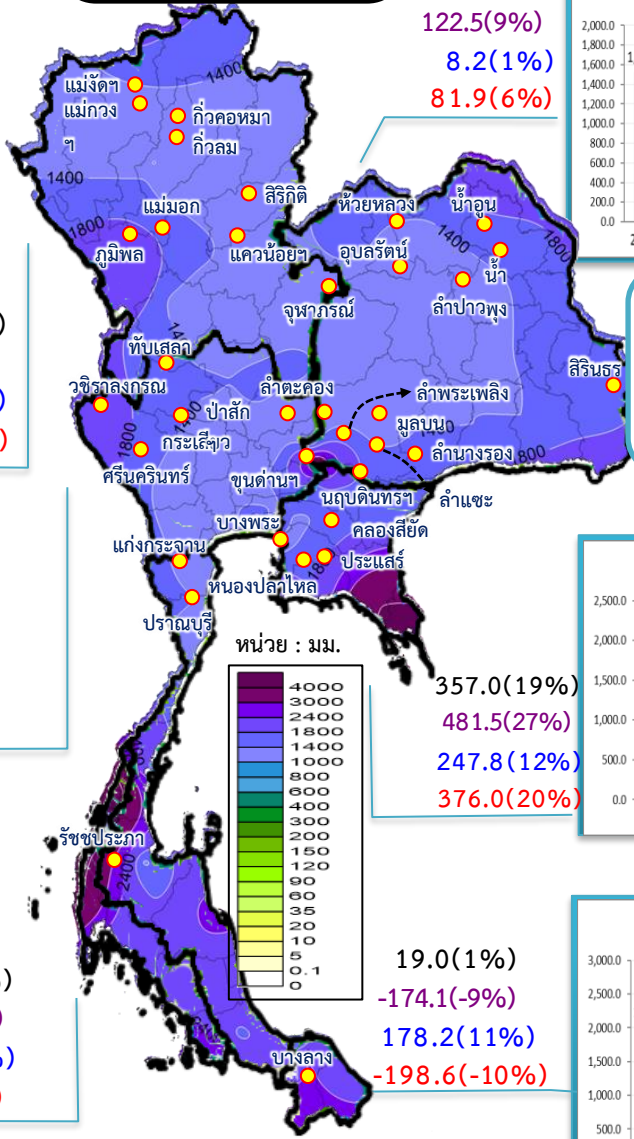 122.5(9%)
8.2(1%)
81.9(6%)
2,000.0
1,800.0
1,600.0
1,400.0
1,200.0
1,000.0
800.0
600.0
400.0
200.0
0.0
1400
แม่งัดฯ
แม่กวง
ฯ
กิ่วคอหมา
กิ่วลม
1400
สิริกิติ์
แม่มอก
ห้วยหลวง
น้ำอูน
1800
1400
1800
ภูมิพล
แควน้อยฯ
อุบลรัตน์
น้ำ
จุฬาภรณ์
ลำปาวพุง
ทับเสลา
สิรินธร
วชิราลงกรณ
ลำตะคอง
ลำพระเพลิง
ป่าสัก
1400
มูลบน
1800
กระเสียว
1400
ลำนางรอง
1800
ศรีนครินทร์
ขุนด่านฯ
นฤบดินทรฯ
ลำแซะ
บางพระ
คลองสียัด
แก่งกระจาน
ประแสร์
หนองปลาไหล
ปราณบุรี
2,500.0
2,000.0
1,500.0
1,000.0
500.0
0.0
หน่วย : มม.
4000
3000
2400
1800
1400
1000
800
600
400
300
200
150
120
90
60
35
20
10
5
0.1
0
357.0(19%)
481.5(27%)
247.8(12%)
376.0(20%)
รัชชประภา
2400
19.0(1%)
-174.1(-9%)
178.2(11%)
-198.6(-10%)
บางลาง
3,000.0
2,500.0
2,000.0
1,500.0
1,000.0
500.0